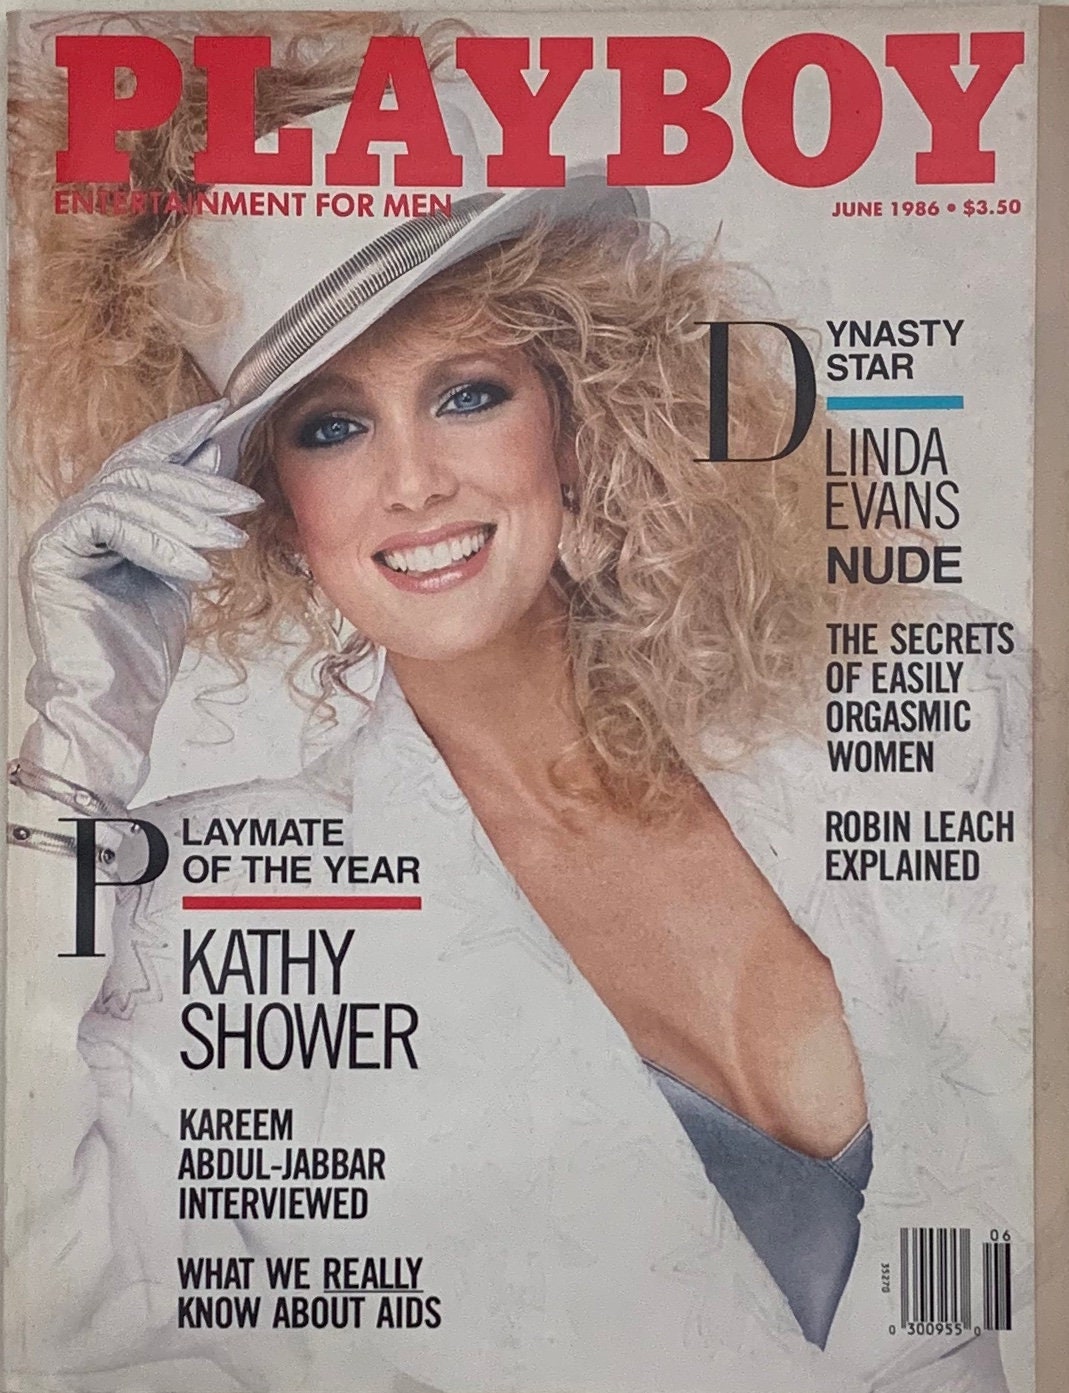 PLAYBOY
ENTERTAINMENT FOR MEN
JUNE 1986 • $3.50
DYNASTY
STAR
LINDA
EVANS
NUDE
THE SECRETS
OF EASILY
ORGASMIC
WOMEN
ROBIN LEACH
EXPLAINED
PLAYMATE
OF THE YEAR
KATHY
SHOWER
KAREEM
ABDUL-JABBAR
INTERVIEWED
WHAT WE REALLY
KNOW ABOUT AIDS
06
35270
0 300955 0